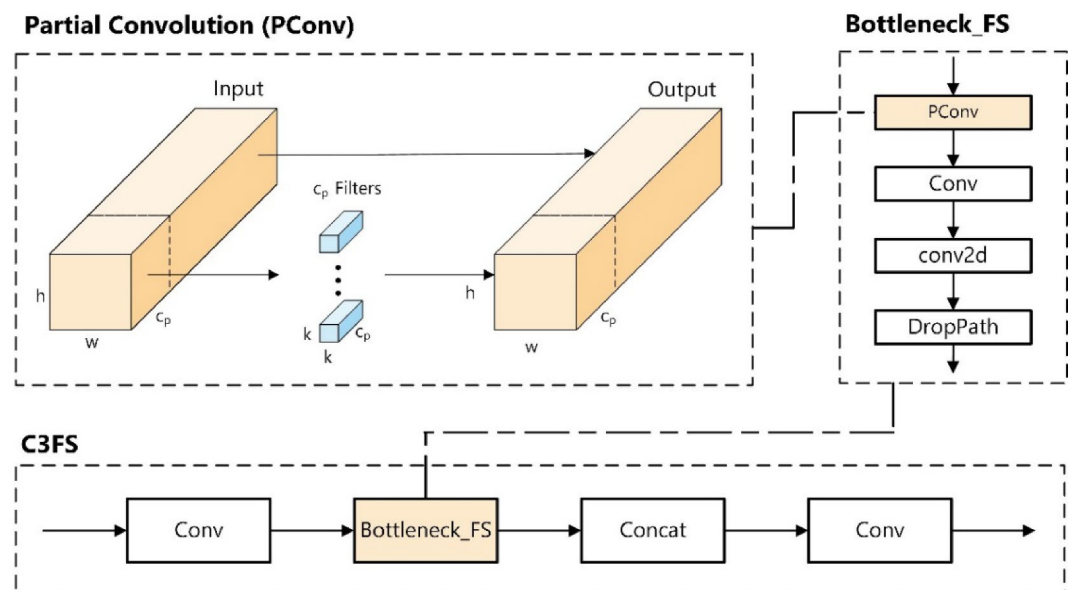 Partial Convolution (PConv)
Input
Output
cp Filters
h
cp
w
k
cp
k
h
cp
w
Bottleneck_FS
PConv
Conv
conv2d
DropPath
C3FS
Conv
Bottleneck_FS
Concat
Conv